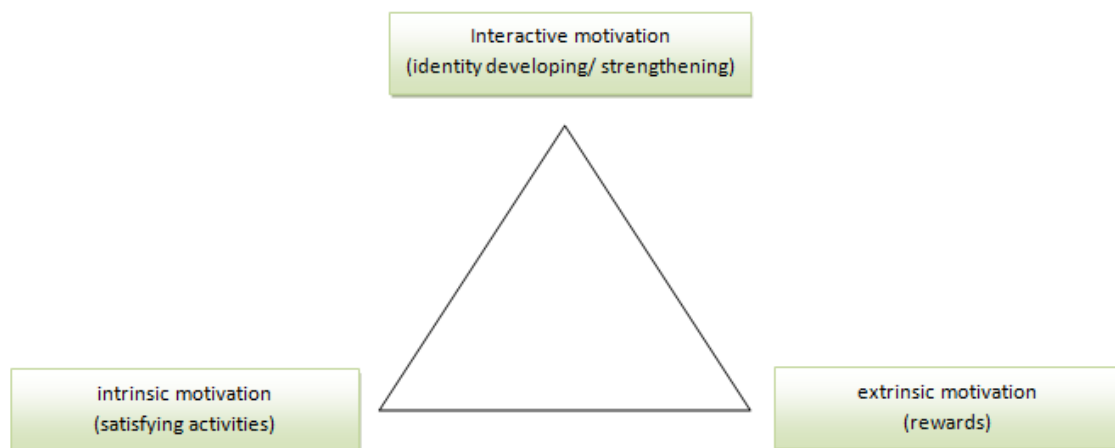 Interactive motivation
(identity developing/ strengthening)
intrinsic motivation
(satisfying activities)
extrinsic motivation
(rewards)